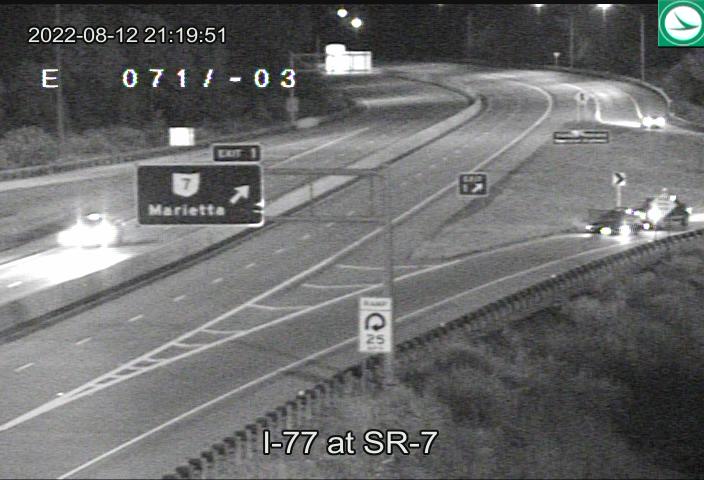 2022-08-12 21:19:51
E 071/-03
EXIT 1
7
Marietta
EXIT
1
RAMP
25
I-77 at SR-7